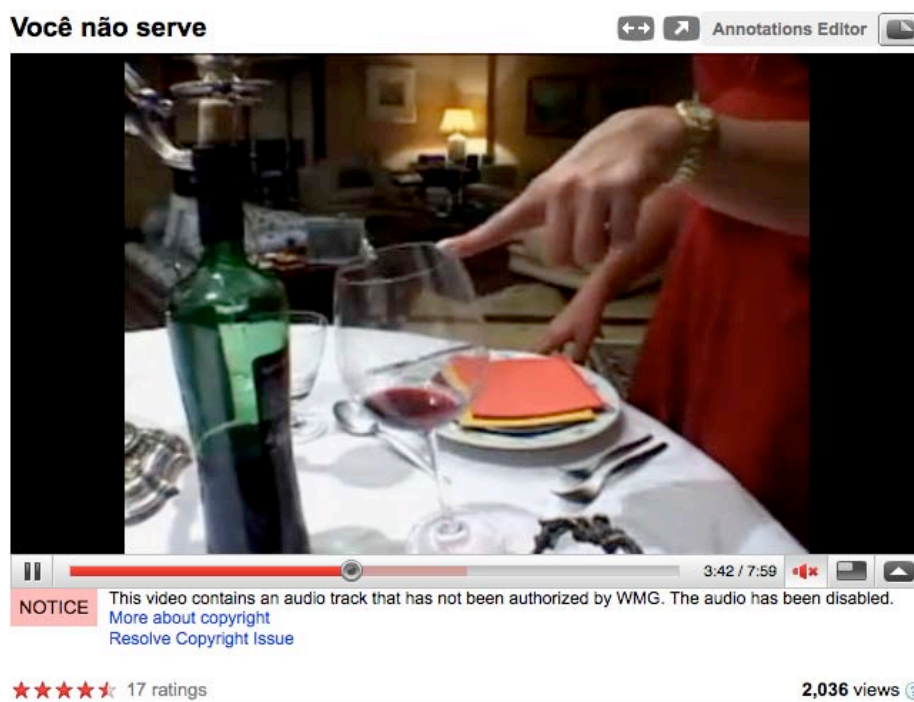 Você não serve
Annotations Editor
3:42 / 7:59
NOTICE
This video contains an audio track that has not been authorized by WMG. The audio has been disabled.
More about copyright
Resolve Copyright Issue
17 ratings
2,036 views